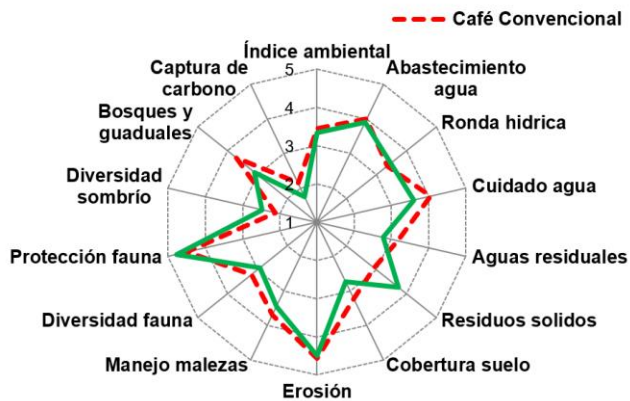 Café Convencional
Índice ambiental
Abastecimiento
agua
Ronda hidrica
Cuidado agua
Aguas residuales
Residuos solidos
Cobertura suelo
Erosión
Manejo malezas
Diversidad fauna
Protección fauna
Diversidad
sombrío
Bosques y
guaduales
Captura de
carbono
5
4
3
2
1